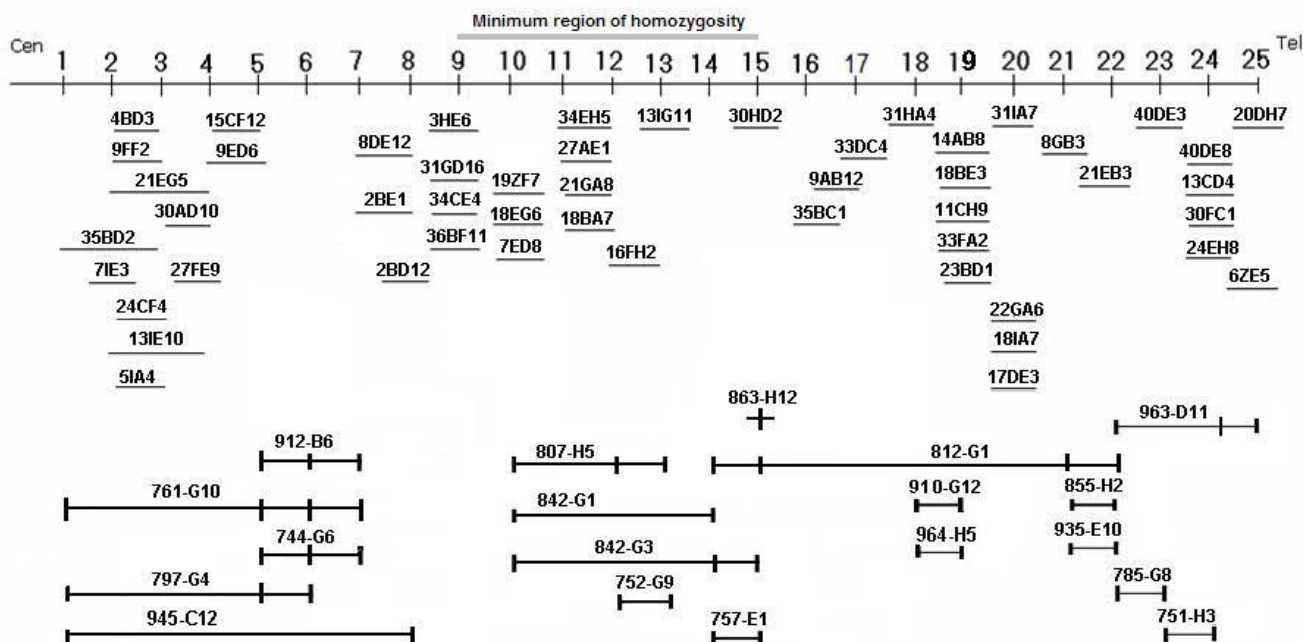 Minimum region of homozygosity
Cen Tel
1 2 3 4 5 7 8 9 10 11 12 13 14 15 16 17 18 19 20 21 22 23 24 25
4BD3 15CF12 3HE6 34EH5 13IG11 30HD2 31HA4 31IA7 40DE3 20DH7
9FF2 9ED6 8DE12 27AE1 33DC4 14AB8 8GB3 40DE8
21EG5 31GD16 19ZF7 21GA8 9AB12 18BE3 21EB3 13CD4
30AD10 2BE1 34CE4 18EG6 18BA7 35BC1 11CH9 30FC1
35BD2 36BF11 7ED8 16FH2 33FA2 24EH8
7IE3 27FE9 2BD12 23BD1 6ZE5
24CF4 22GA6
13IE10 18IA7
5IA4 17DE3
863-H12 963-D11
912-B6 807-H5 812-G1
761-G10 842-G1 910-G12 855-H2
744-G6 842-G3 964-H5 935-E10
797-G4 752-G9 785-G8
945-C12 757-E1 751-H3